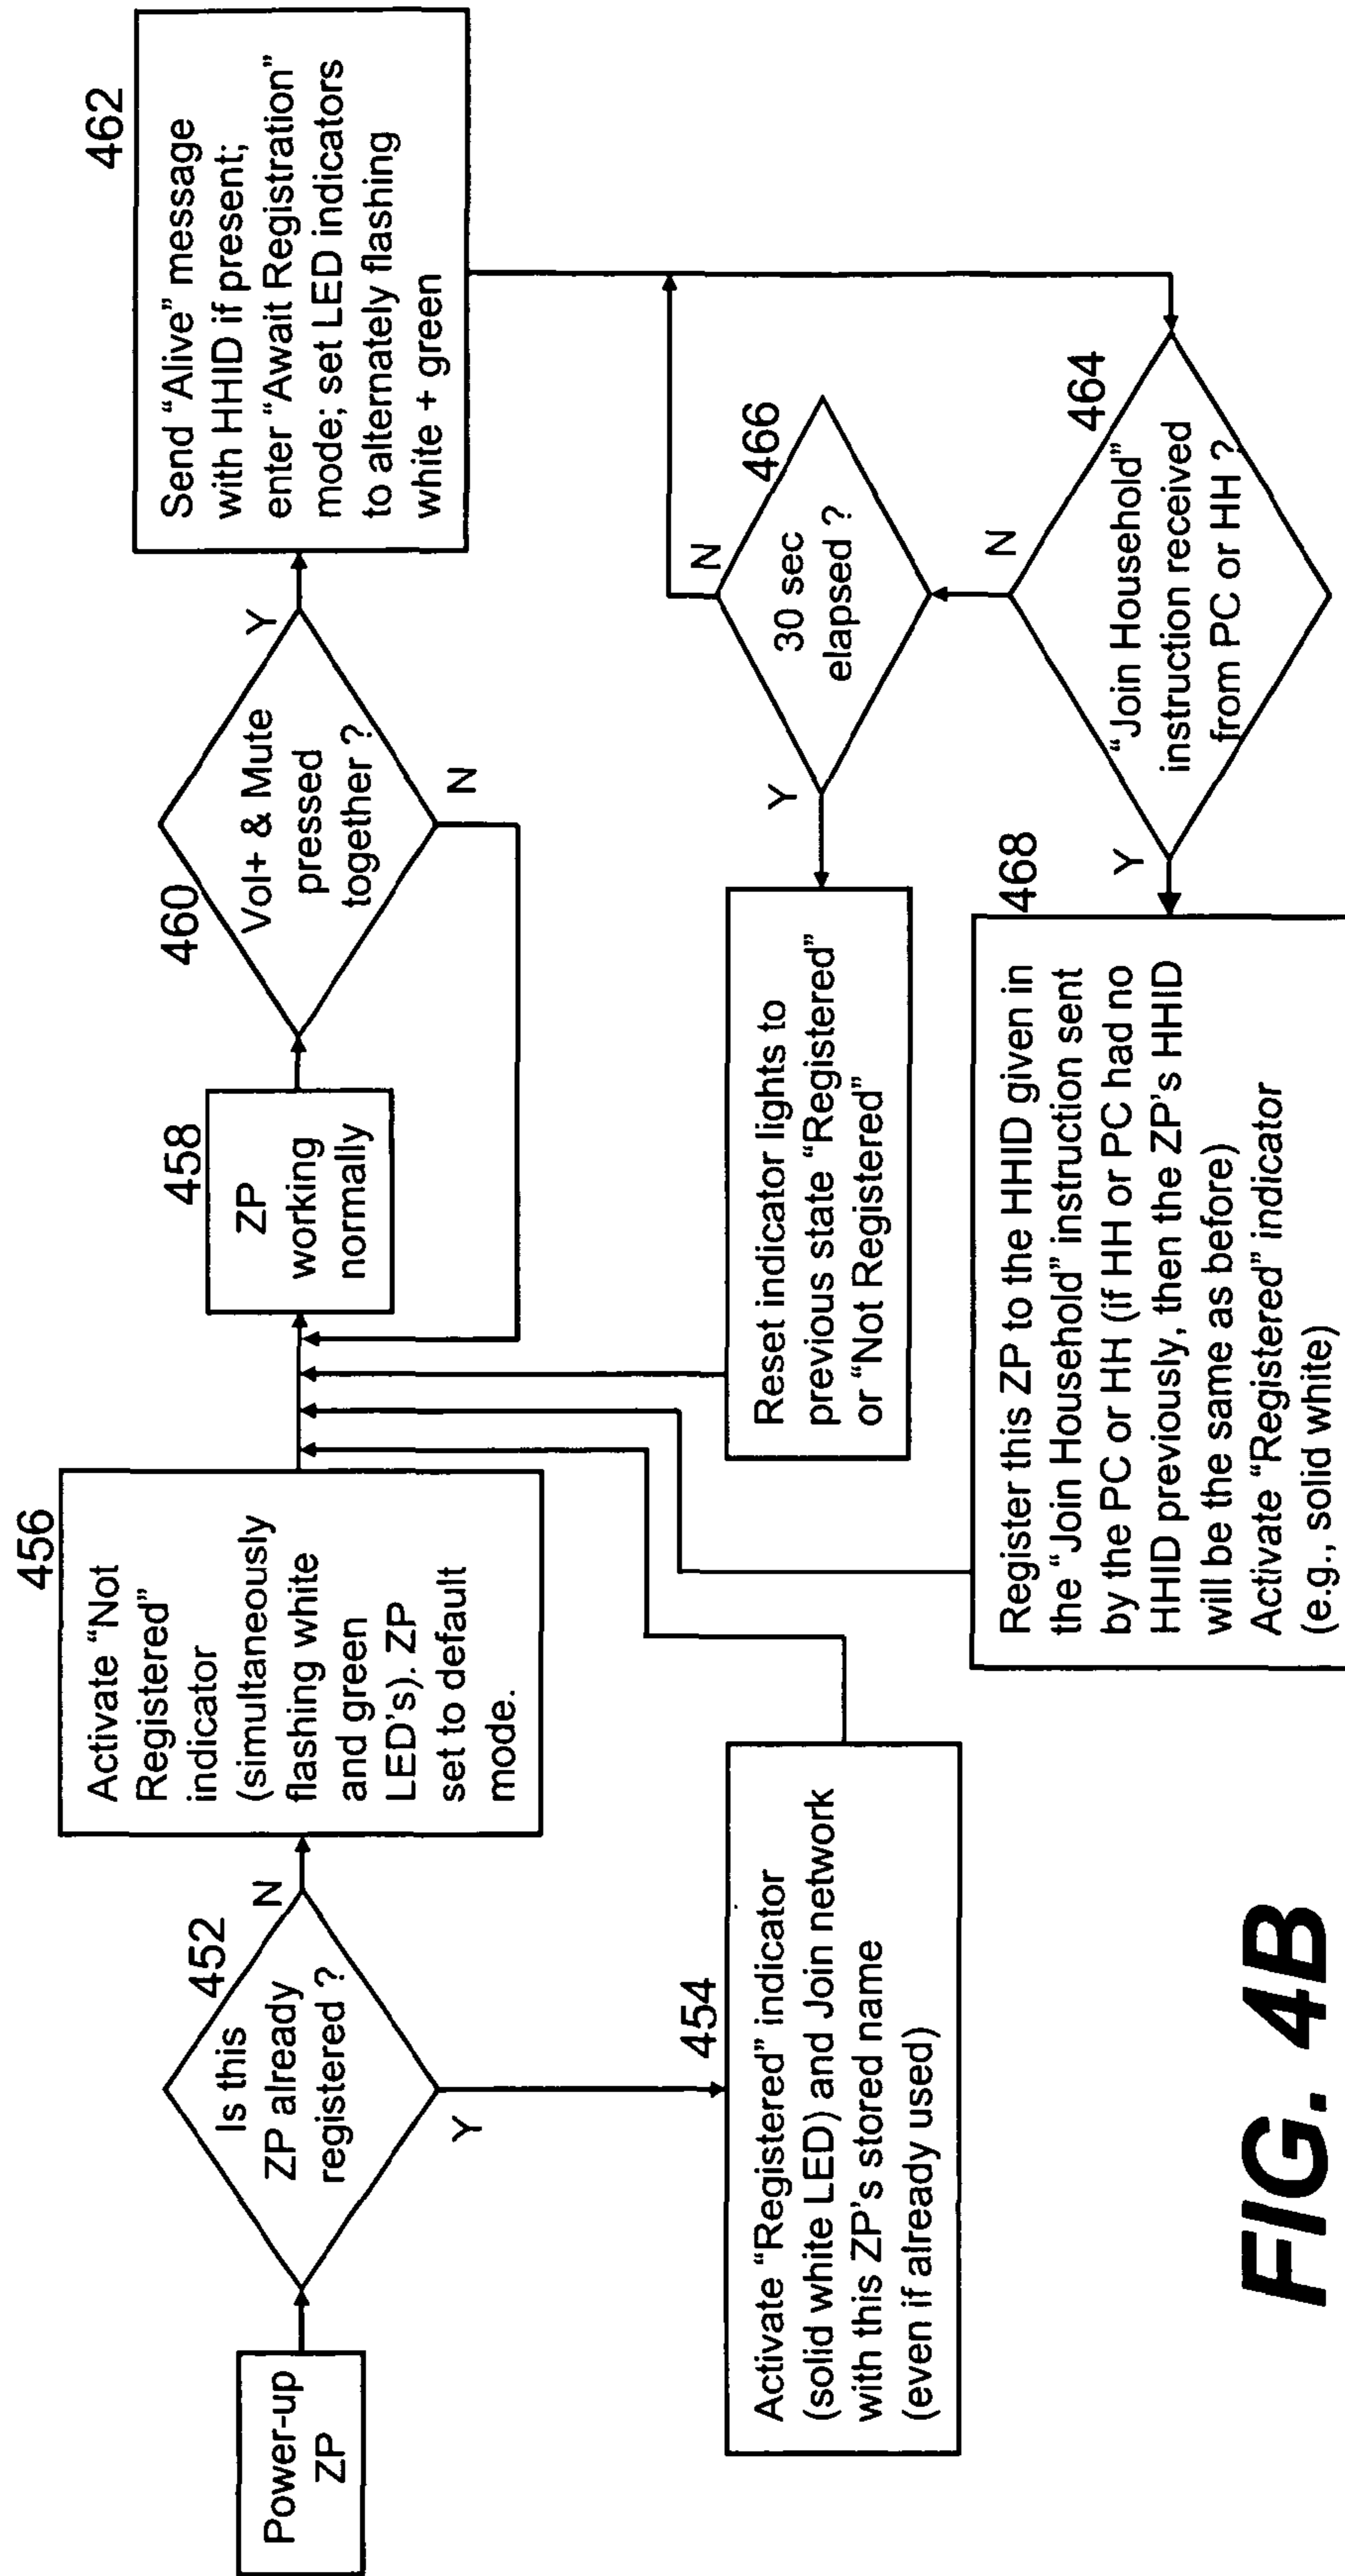 Power-up
ZP
452
Is this
ZP already
registered ?
N
Y
454
Activate “Registered” indicator
(solid white LED) and Join network
with this ZP's stored name
(even if already used)
456
Activate “Not
Registered”
indicator
(simultaneously
flashing white
and green
LED's). ZP
set to default
mode.
458
ZP
working
normally
460
Vol+ & Mute
pressed
together ?
Y
N
462
Send “Alive” message
with HHID if present;
enter “Await Registration”
mode; set LED indicators
to alternately flashing
white + green
464
“Join Household”
instruction received
from PC or HH ?
N
Y
466
30 sec
elapsed ?
N
Y
Reset indicator lights to
previous state “Registered”
or “Not Registered”
468
Register this ZP to the HHID given in
the “Join Household” instruction sent
by the PC or HH (if HH or PC had no
HHID previously, then the ZP's HHID
will be the same as before)
Activate “Registered” indicator
(e.g., solid white)
FIG. 4B